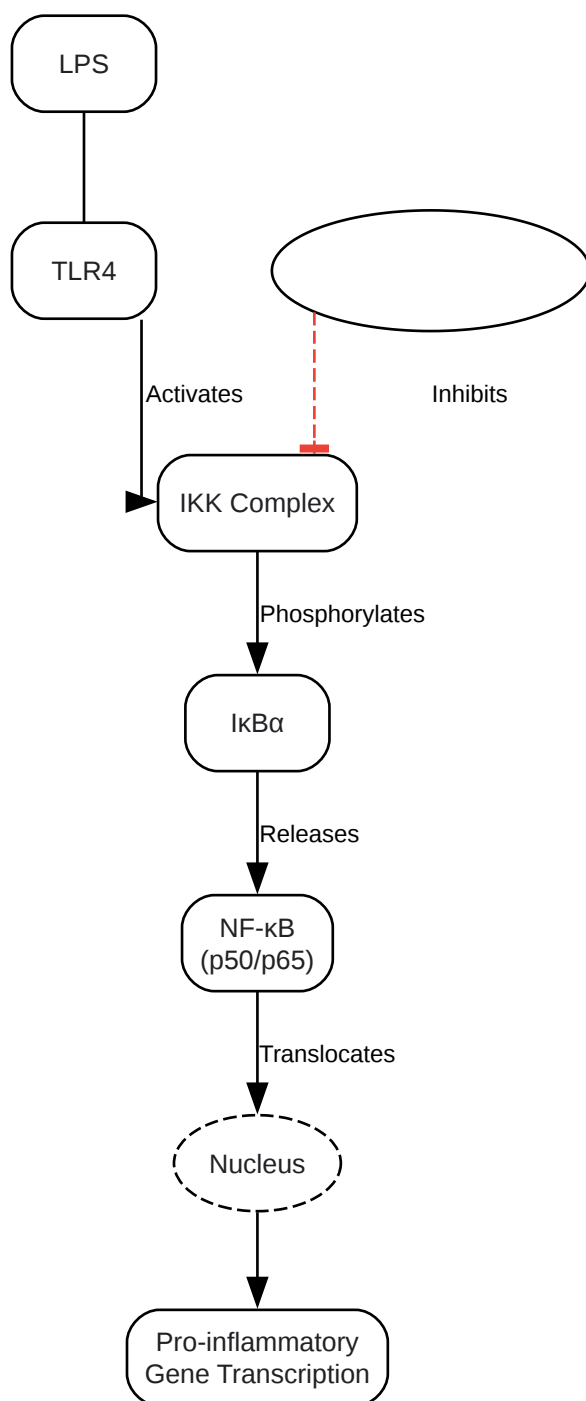 LPS
TLR4
Activates
Inhibits
IKK Complex
Phosphorylates
IκBα
Releases
NF-κB
(p50/p65)
Translocates
Nucleus
Pro-inflammatory
Gene Transcription